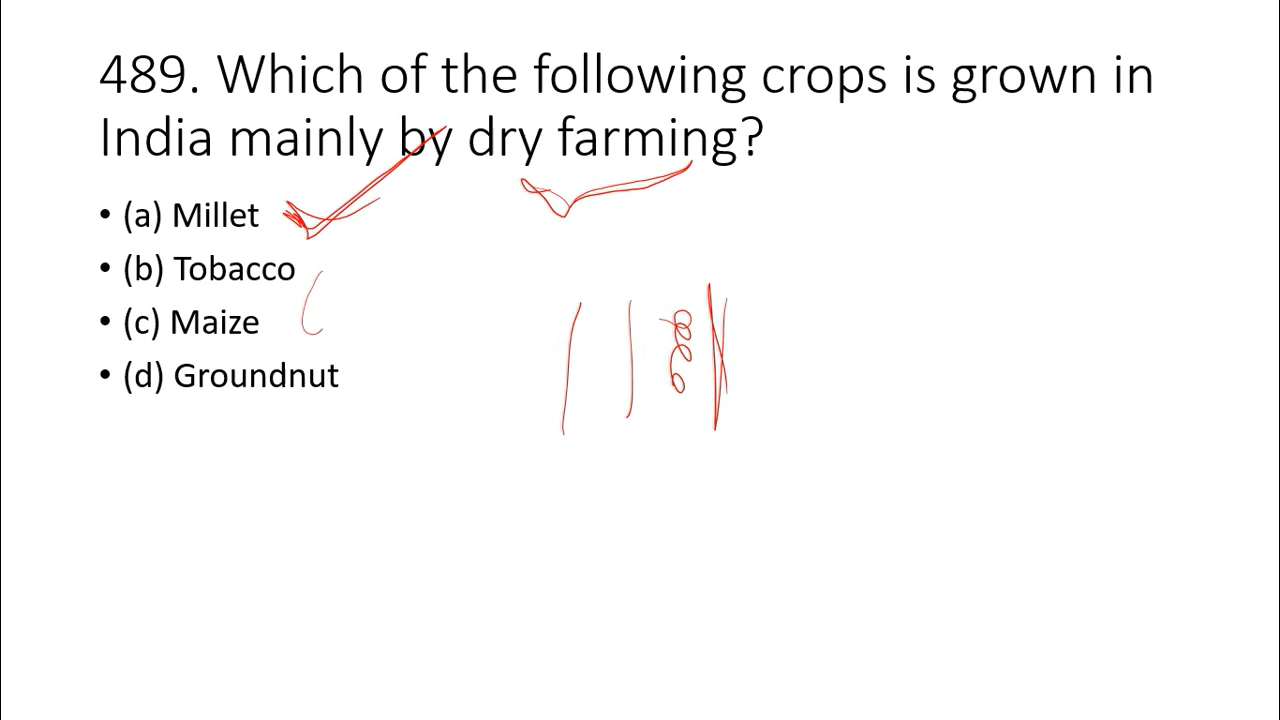 489. Which of the following crops is grown in
India mainly by dry farming?
• (a) Millet
• (b) Tobacco
• (c) Maize
• (d) Groundnut